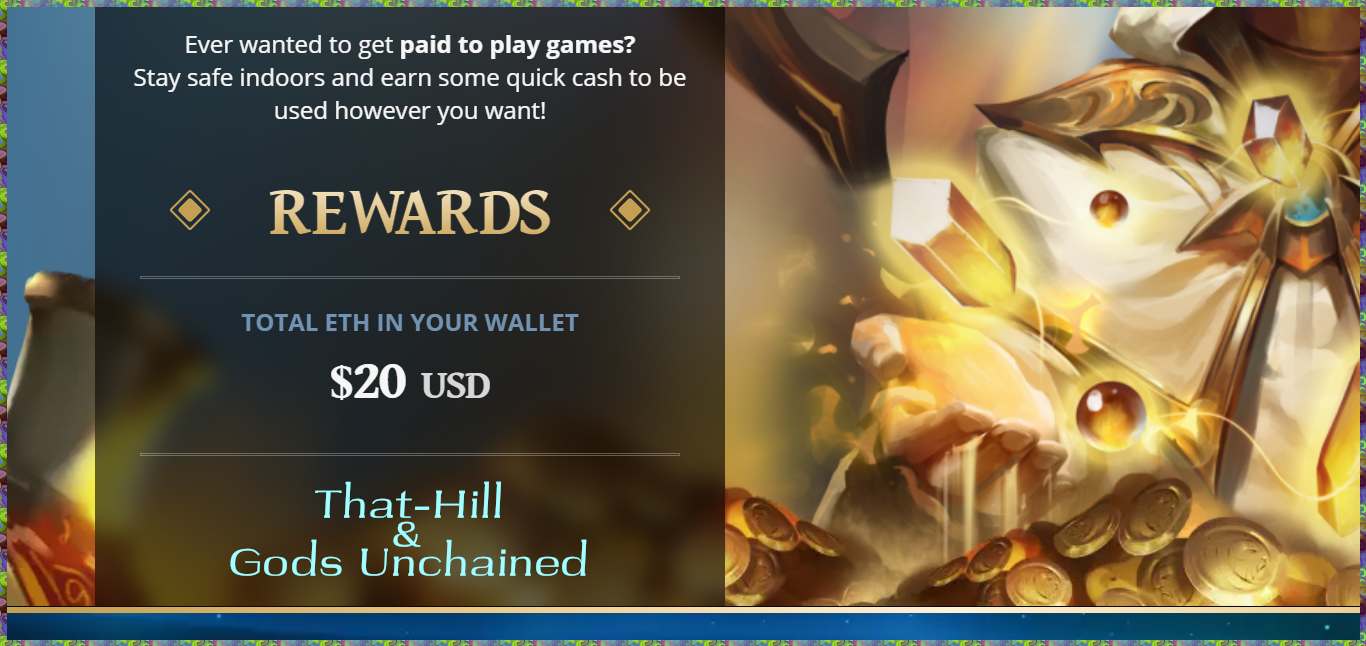 Ever wanted to get paid to play games?
Stay safe indoors and earn some quick cash to be
used however you want!
REWARDS
TOTAL ETH IN YOUR WALLET
$20 USD
That-Hill
&
Gods Unchained